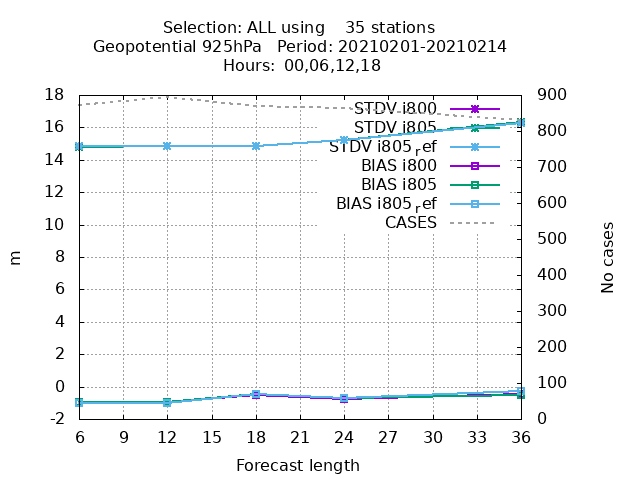 Selection: ALL using    35 stations
Geopotential 925hPa   Period: 20210201-20210214
Hours: 00,06,12,18
STDV i800
STDV i805
STDV i805ref
BIAS i800
BIAS i805
BIAS i805ref
CASES
18
16
14
12
10
8
6
4
2
0
-2
m
900
800
700
600
500
400
300
200
100
0
No cases
6 9 12 15 18 21 24 27 30 33 36
Forecast length